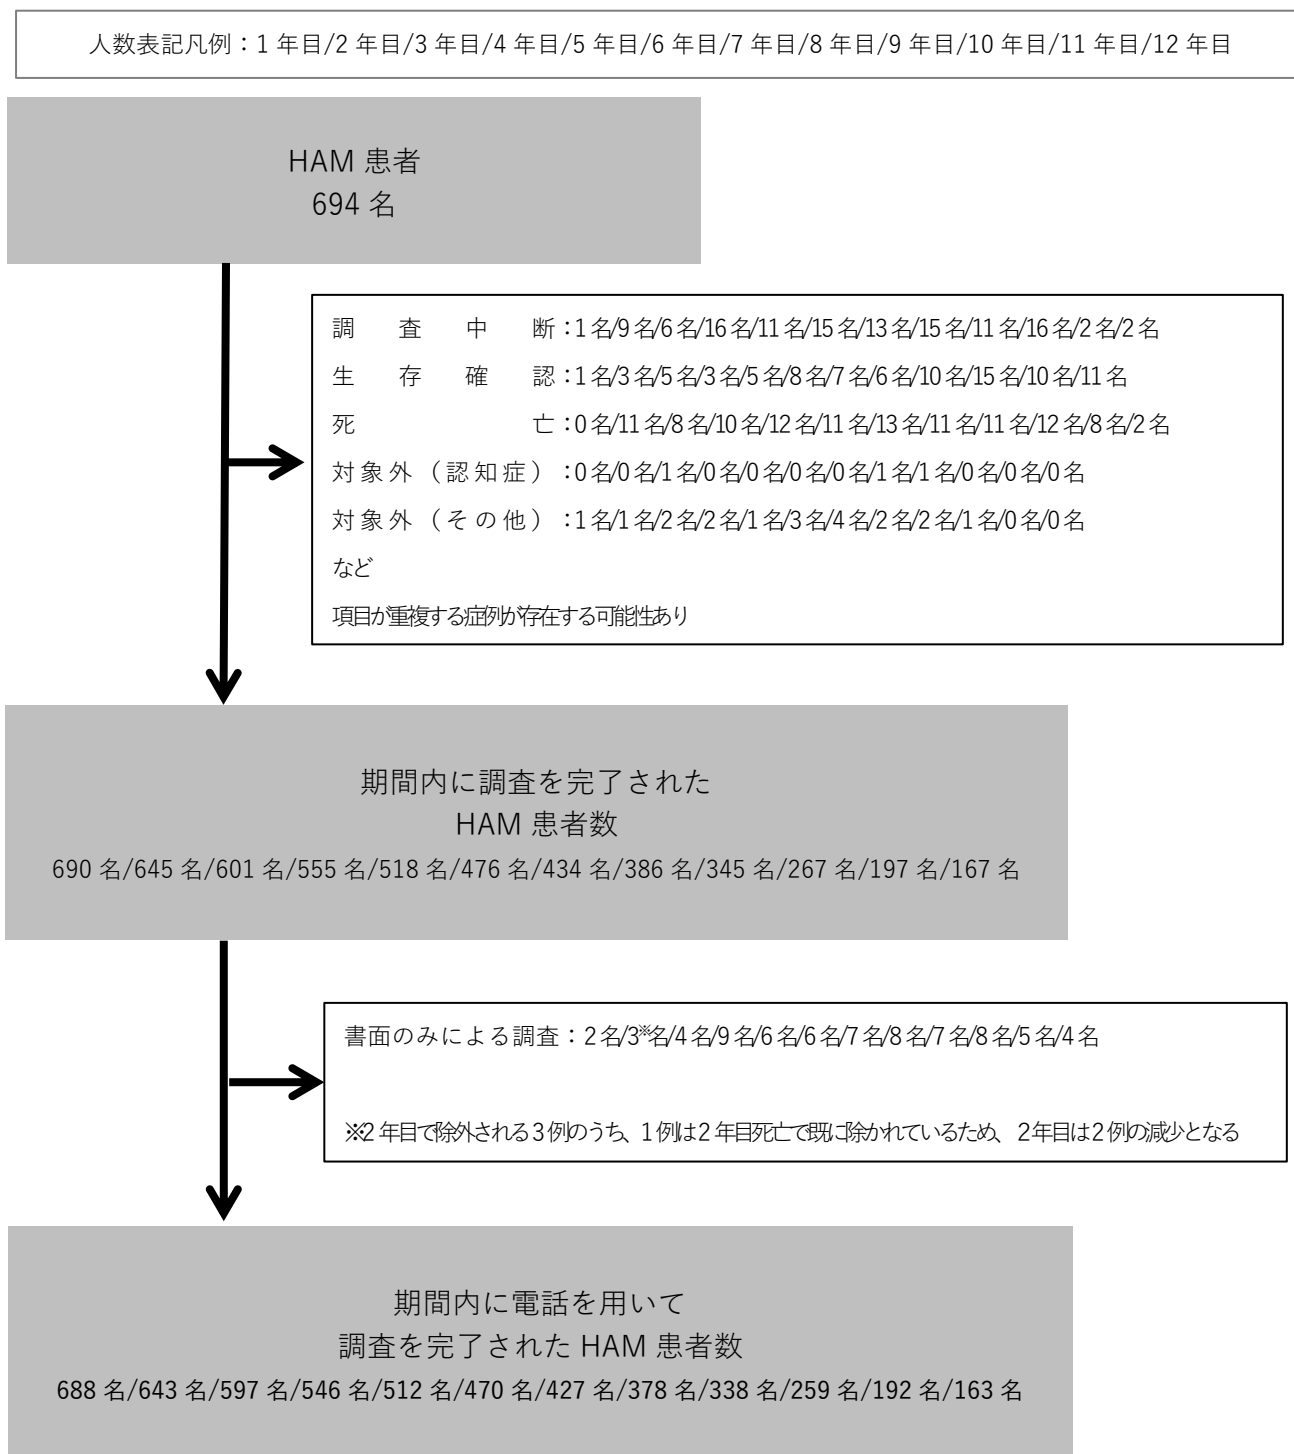 人数表記凡例：1 年目/2 年目/3 年目/4 年目/5 年目/6 年目/7 年目/8 年目/9 年目/10 年目/11 年目/12 年目
HAM 患者
694 名
調査中断：1名/9名/6名/16名/11名/15名/13名/15名/11名/16名/2名/2名
生存確認：1名/3名/5名/3名/5名/8名/7名/6名/10名/15名/10名/11名
死亡：0名/11名/8名/10名/12名/11名/13名/11名/11名/12名/8名/2名
対象外（認知症）：0名/0名/1名/0名/0名/0名/0名/1名/1名/0名/0名/0名
対象外（その他）：1名/1名/2名/2名/1名/3名/4名/2名/2名/1名/0名/0名
など
項目が重複する症例が存在する可能性あり
期間内に調査を完了された
HAM 患者数
690 名/645 名/601 名/555 名/518 名/476 名/434 名/386 名/345 名/267 名/197 名/167 名
書面のみによる調査：2名/3※名/4名/9名/6名/6名/7名/8名/7名/8名/5名/4名
※2年目で除外される3例のうち、1例は2年目死亡で既に除かれているため、2年目は2例の減少となる
期間内に電話を用いて
調査を完了された HAM 患者数
688 名/643 名/597 名/546 名/512 名/470 名/427 名/378 名/338 名/259 名/192 名/163 名